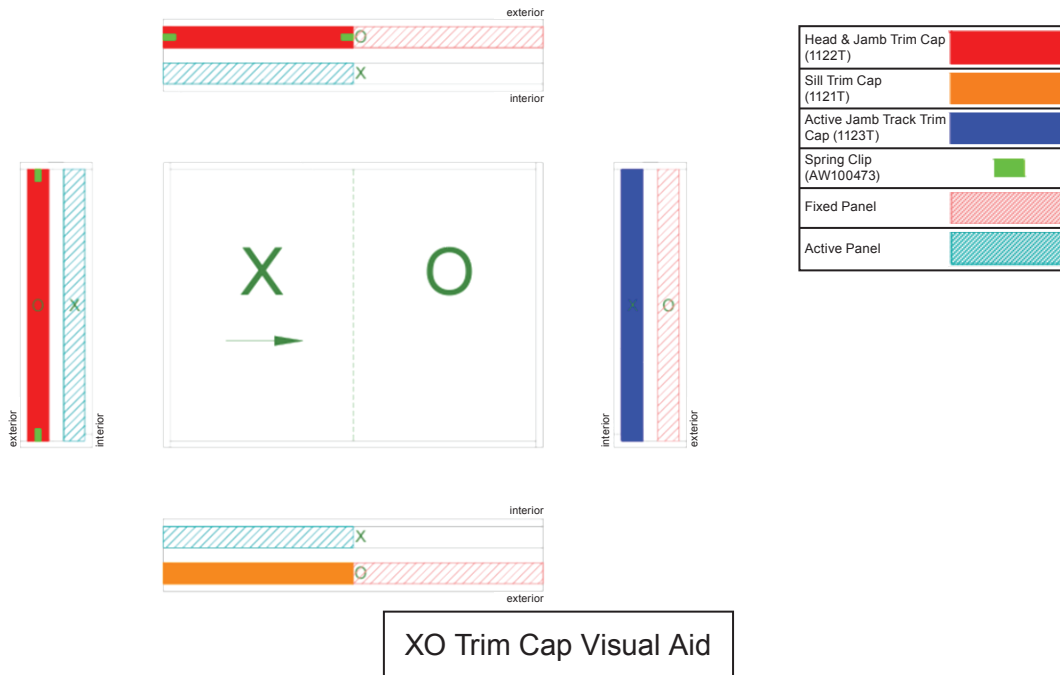 exterior
O
X
interior
Head & Jamb Trim Cap
(1122T)
Sill Trim Cap
(1121T)
Active Jamb Track Trim
Cap (1123T)
Spring Clip
(AW100473)
Fixed Panel
Active Panel
O X
exterior
interior
X O
X O
interior
exterior
interior
X
O
exterior
XO Trim Cap Visual Aid